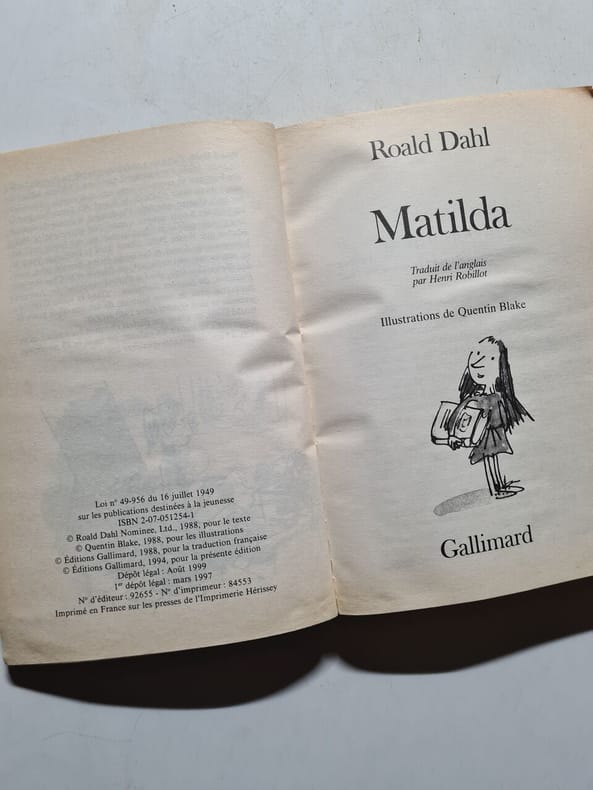 Loi n° 49-956 du 16 juillet 1949
sur les publications destinées à la jeunesse
ISBN 2-07-051254-1
© Roald Dahl Nominee, Ltd., 1988, pour le texte
© Quentin Blake, 1988, pour les illustrations
© Éditions Gallimard, 1988, pour la traduction française
© Éditions Gallimard, 1994, pour la présente édition
Dépôt légal : Août 1999
1er dépôt légal : mars 1997
N° d'éditeur : 92655 - N° d'imprimeur : 84553
Imprimé en France sur les presses de l'Imprimerie Hérissey
Roald Dahl
Matilda
Traduit de l'anglais
par Henri Robillot
Illustrations de Quentin Blake
Gallimard